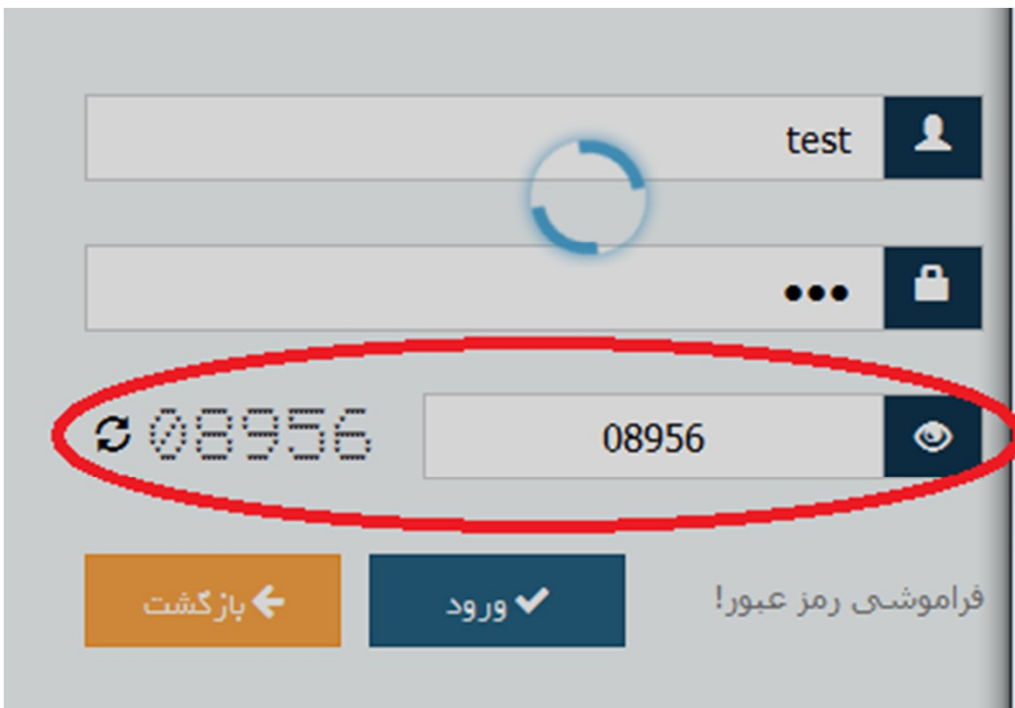 test
•••
08956 08956
فراموشی رمز عبور!
ورود
بازگشت